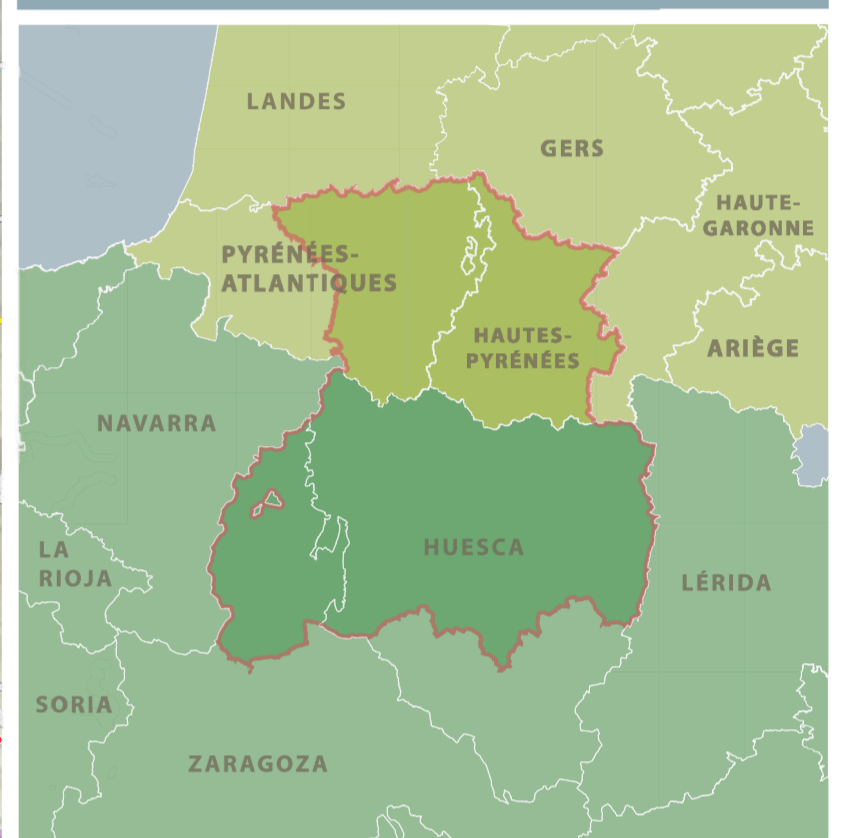 LANDES
GERS
HAUTE-
GARONNE
PYRÉNÉES-
ATLANTIQUES
HAUTES-
PYRÉNÉES
ARIÈGE
NAVARRA
HUESCA
LA
RIOJA
LÉRIDA
SORIA
ZARAGOZA